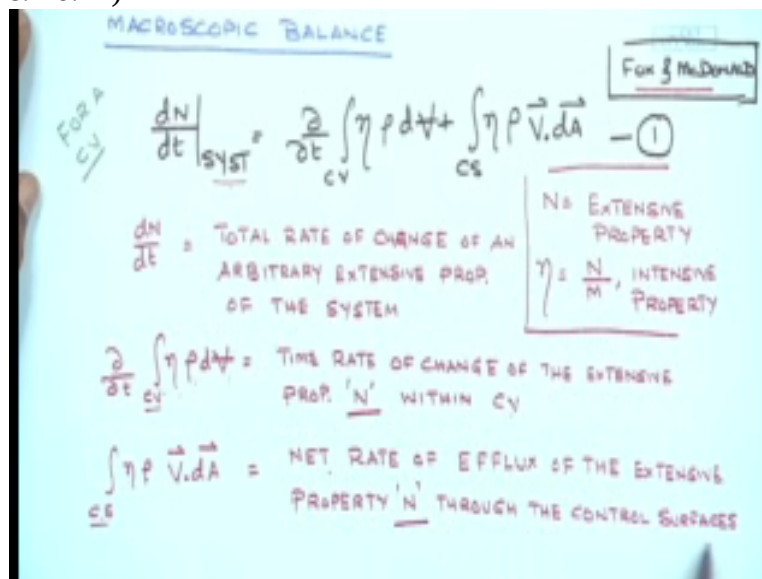 MACROSCOPIC BALANCE
FOX & McDONALD
FOR A
CV
dN/dt|SYST = ∂/∂t ∫CV η ρ dV + ∫CS η ρ V⃗.dA⃗ – ①
N = EXTENSIVE
PROPERTY
η = N/M, INTENSIVE
PROPERTY
dN/dt = TOTAL RATE OF CHANGE OF AN
ARBITRARY EXTENSIVE PROP.
OF THE SYSTEM
∂/∂t ∫CV η ρ dV = TIME RATE OF CHANGE OF THE EXTENSIVE
PROP. 'N' WITHIN CV
∫CS η ρ V⃗.dA⃗ = NET RATE OF EFFLUX OF THE EXTENSIVE
PROPERTY 'N' THROUGH THE CONTROL SURFACES